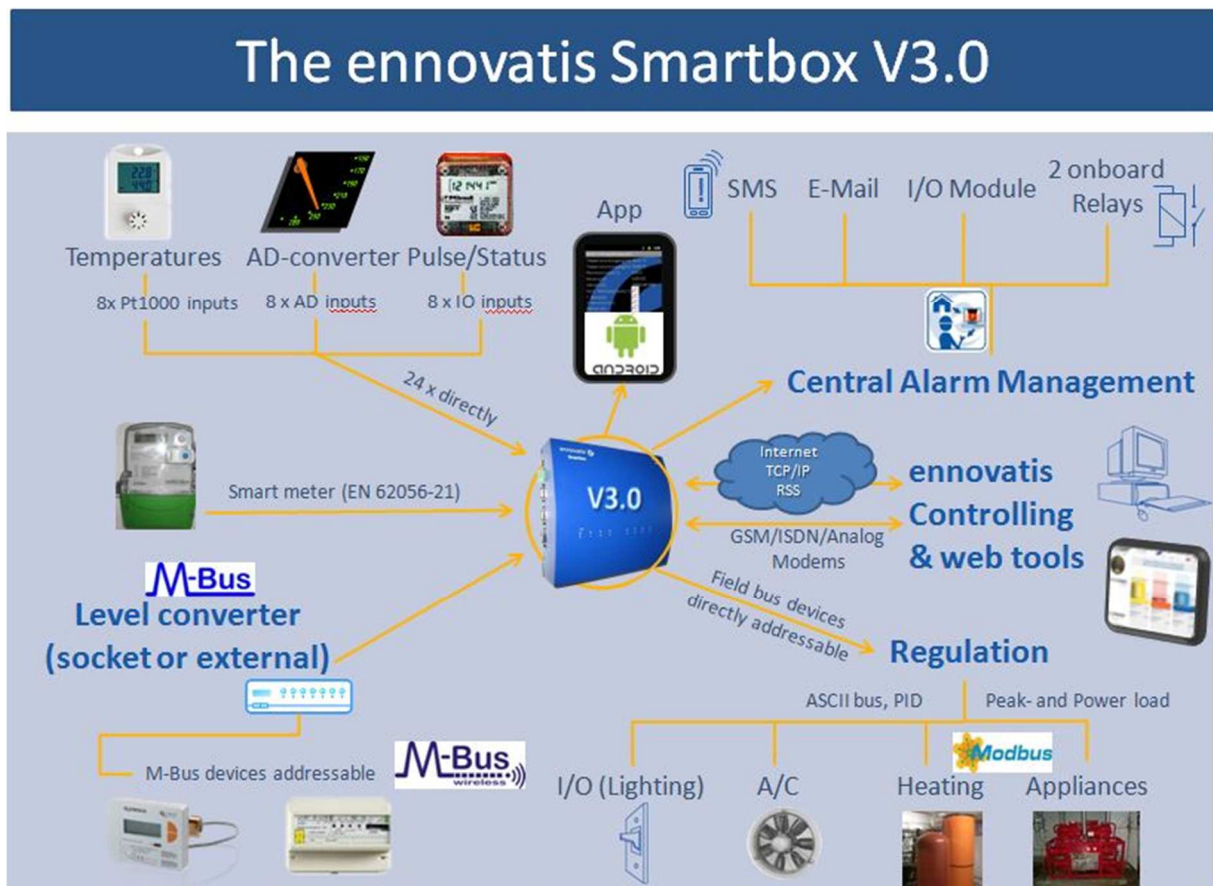 The ennovatis Smartbox V3.0
Temperatures
8x Pt1000 inputs
AD-converter
8 x AD inputs
Pulse/Status
8 x IO inputs
24 x directly
App
ANDROID
SMS
E-Mail
I/O Module
2 onboard
Relays
Central Alarm Management
Smart meter (EN 62056-21)
V3.0
Internet
TCP/IP
RSS
GSM/ISDN/Analog
Modems
ennovatis
Controlling
& web tools
M-Bus
Level converter
(socket or external)
M-Bus devices addressable
M-Bus
wireless
Field bus devices
directly addressable
Regulation
ASCII bus, PID
Peak- and Power load
Modbus
I/O (Lighting)
A/C
Heating
Appliances